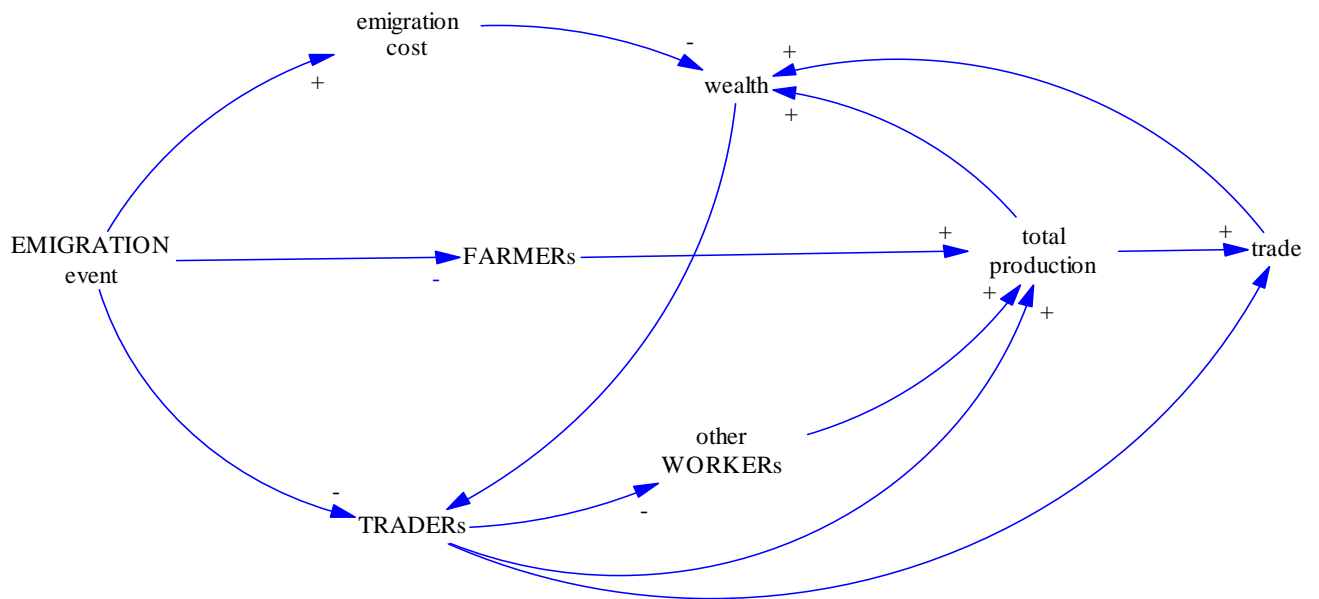 emigration
cost
-
+
+
wealth
+
EMIGRATION
event
-
FARMERs
+
total
production
+
trade
+
+
other
WORKERs
-
-
TRADERs